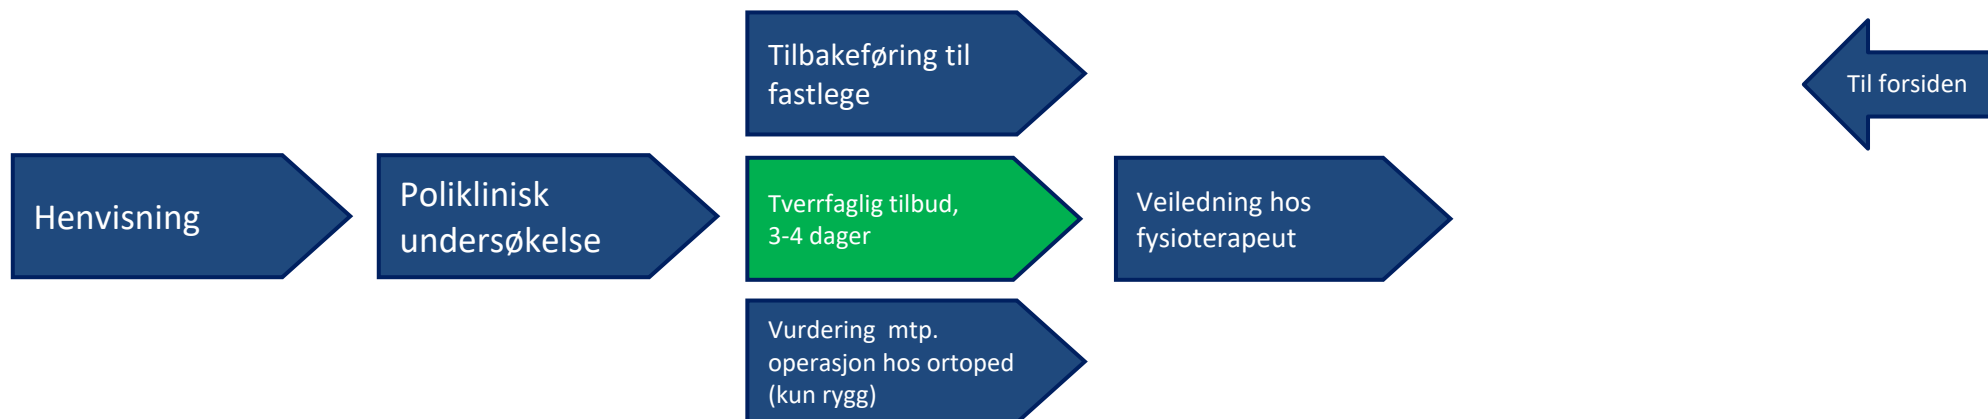 Henvisning
Poliklinisk
undersøkelse
Tilbakeføring til
fastlege
Tverrfaglig tilbud,
3-4 dager
Vurdering  mtp.
operasjon hos ortoped
(kun rygg)
Veiledning hos
fysioterapeut
Til forsiden